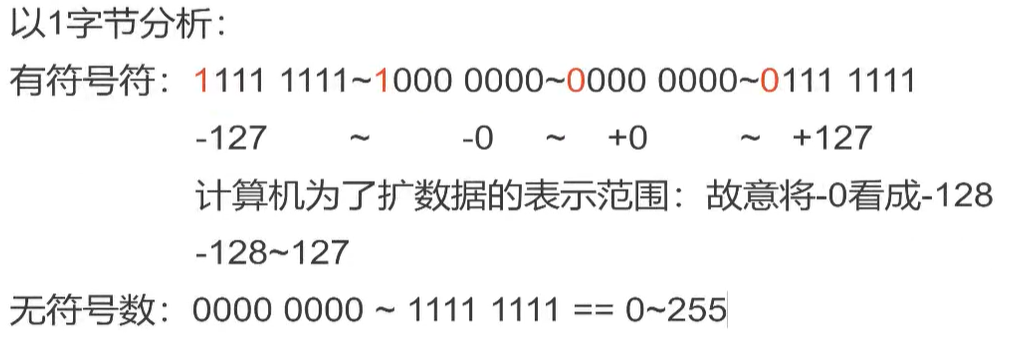 以1字节分析：
有符号符：1111 1111~1000 0000~0000 0000~0111 1111
-127 ~ -0 ~ +0 ~ +127
计算机为了扩数据的表示范围：故意将-0看成-128
-128~127
无符号数：0000 0000 ~ 1111 1111 == 0~255